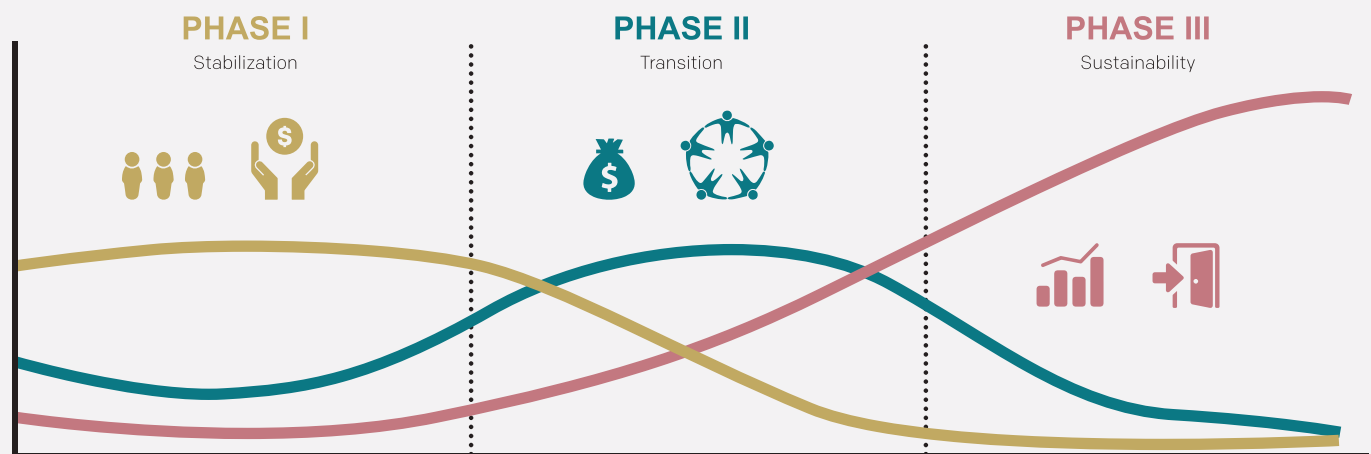 PHASE I
Stabilization
$
PHASE II
Transition
$
PHASE III
Sustainability